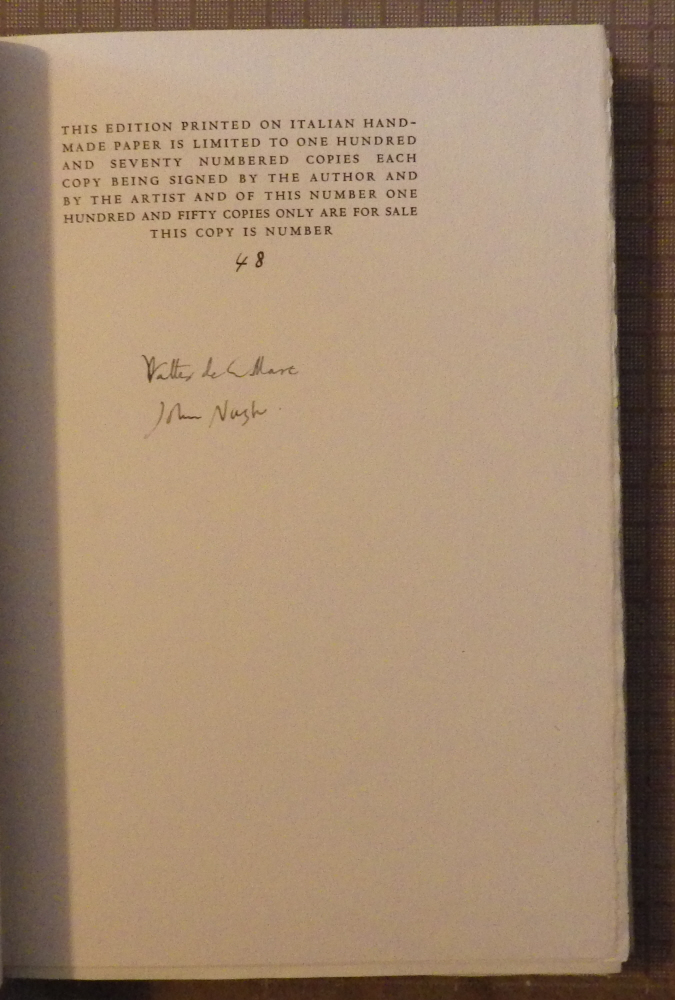 THIS EDITION PRINTED ON ITALIAN HAND-
MADE PAPER IS LIMITED TO ONE HUNDRED
AND SEVENTY NUMBERED COPIES EACH
COPY BEING SIGNED BY THE AUTHOR AND
BY THE ARTIST AND OF THIS NUMBER ONE
HUNDRED AND FIFTY COPIES ONLY ARE FOR SALE
THIS COPY IS NUMBER
48
Walter de la Mare
John Nash.